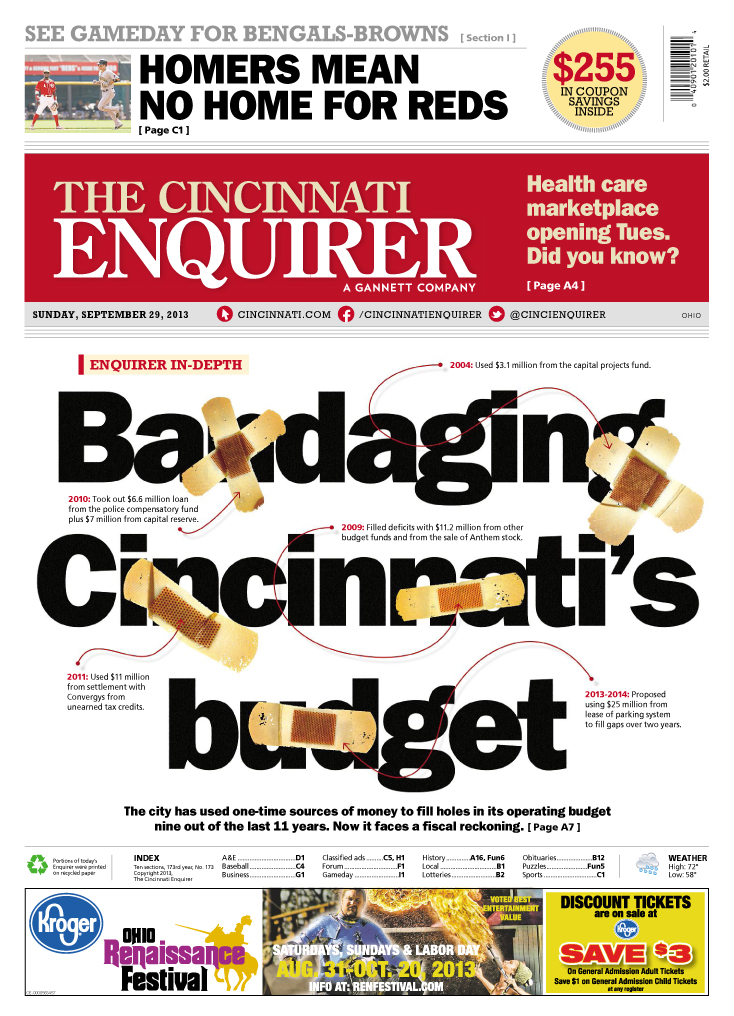 SEE GAMEDAY FOR BENGALS-BROWNS [ Section I ]
HOMERS MEAN
NO HOME FOR REDS
[ Page C1 ]
$255
IN COUPON
SAVINGS
INSIDE
$2.00 RETAIL
THE CINCINNATI
ENQUIRER
A GANNETT COMPANY
Health care
marketplace
opening Tues.
Did you know?
[ Page A4 ]
SUNDAY, SEPTEMBER 29, 2013 CINCINNATI.COM /CINCINNATIENQUIRER @CINCIENQUIRER OHIO
ENQUIRER IN-DEPTH
2004: Used $3.1 million from the capital projects fund.
Bandaging
2010: Took out $6.6 million loan
from the police compensatory fund
plus $7 million from capital reserve.
2009: Filled deficits with $11.2 million from other
budget funds and from the sale of Anthem stock.
Cincinnati's
2011: Used $11 million
from settlement with
Convergys from
unearned tax credits.
budget
2013-2014: Proposed
using $25 million from
lease of parking system
to fill gaps over two years.
The city has used one-time sources of money to fill holes in its operating budget
nine out of the last 11 years. Now it faces a fiscal reckoning. [ Page A7 ]
Portions of today's
Enquirer were printed
on recycled paper
INDEX
Ten sections, 173rd year, No. 173
Copyright 2013,
The Cincinnati Enquirer
A&E D1
Baseball C4
Business G1
Classified ads C5, H1
Forum F1
Gameday I1
History A16, Fun6
Local B1
Lotteries B2
Obituaries B12
Puzzles Fun5
Sports C1
WEATHER
High: 72°
Low: 58°
Kroger
OHIO
Renaissance
Festival
VOTED BEST
ENTERTAINMENT
VALUE
SATURDAYS, SUNDAYS & LABOR DAY
AUG. 31-OCT. 20, 2013
INFO AT: RENFESTIVAL.COM
DISCOUNT TICKETS
are on sale at
Kroger
SAVE $3
On General Admission Adult Tickets
Save $1 on General Admission Child Tickets
at any register